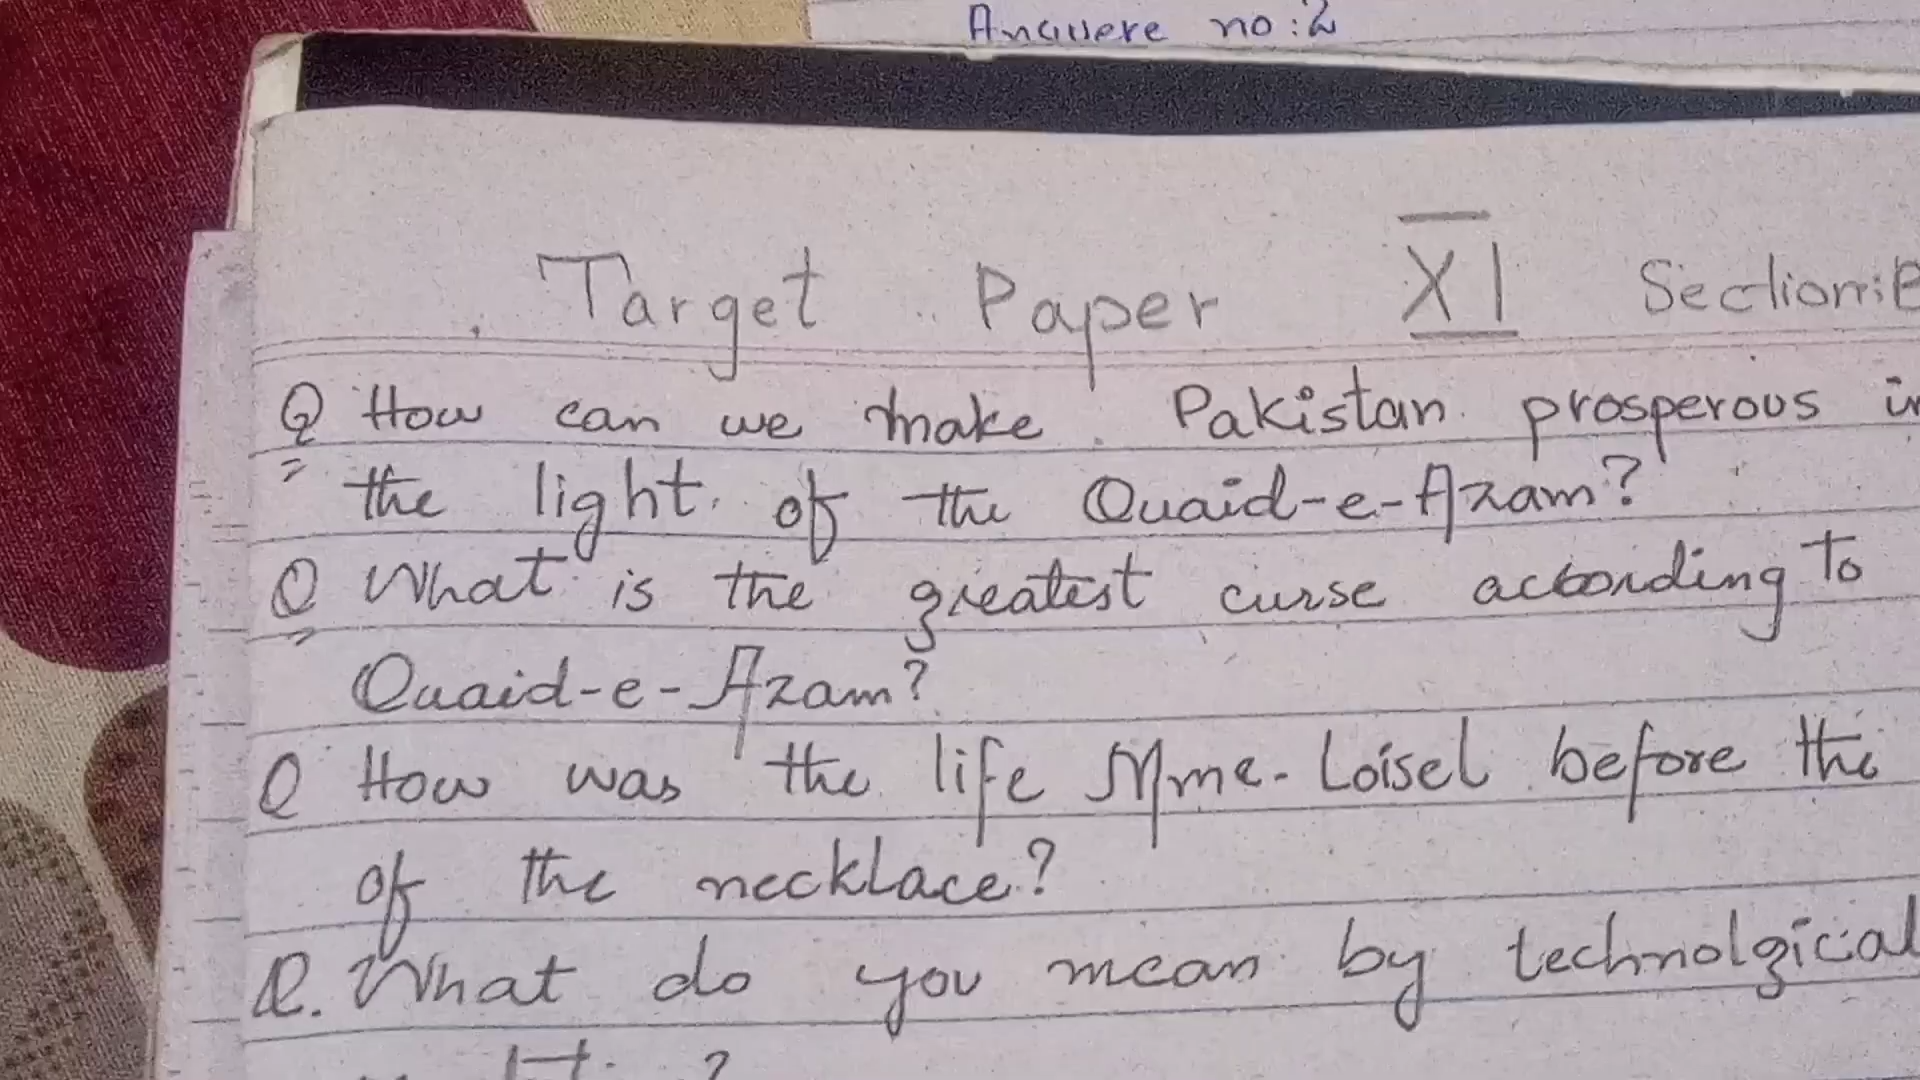 Answere no:2
Target Paper XI Section:B
Q How can we make Pakistan prosperous in
the light of the Quaid-e-Azam?
Q What is the greatest curse according to
Quaid-e-Azam?
Q How was the life Mme. Loisel before the
of the necklace?
Q. What do you mean by technolgical
?